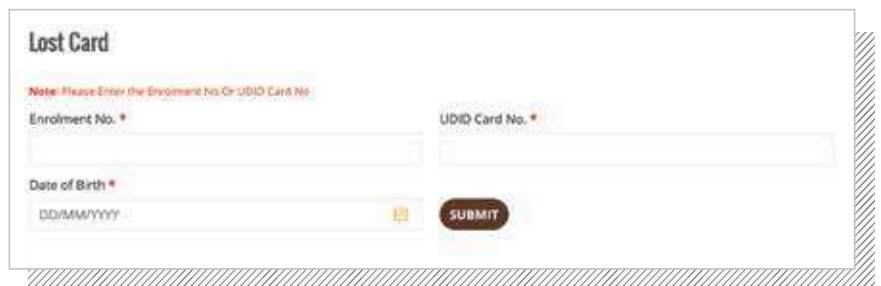 Lost Card
Note: Please Enter the Enrolment No Or UDID Card No
Enrolment No. *
UDID Card No. *
Date of Birth *
DD/MM/YYYY
SUBMIT